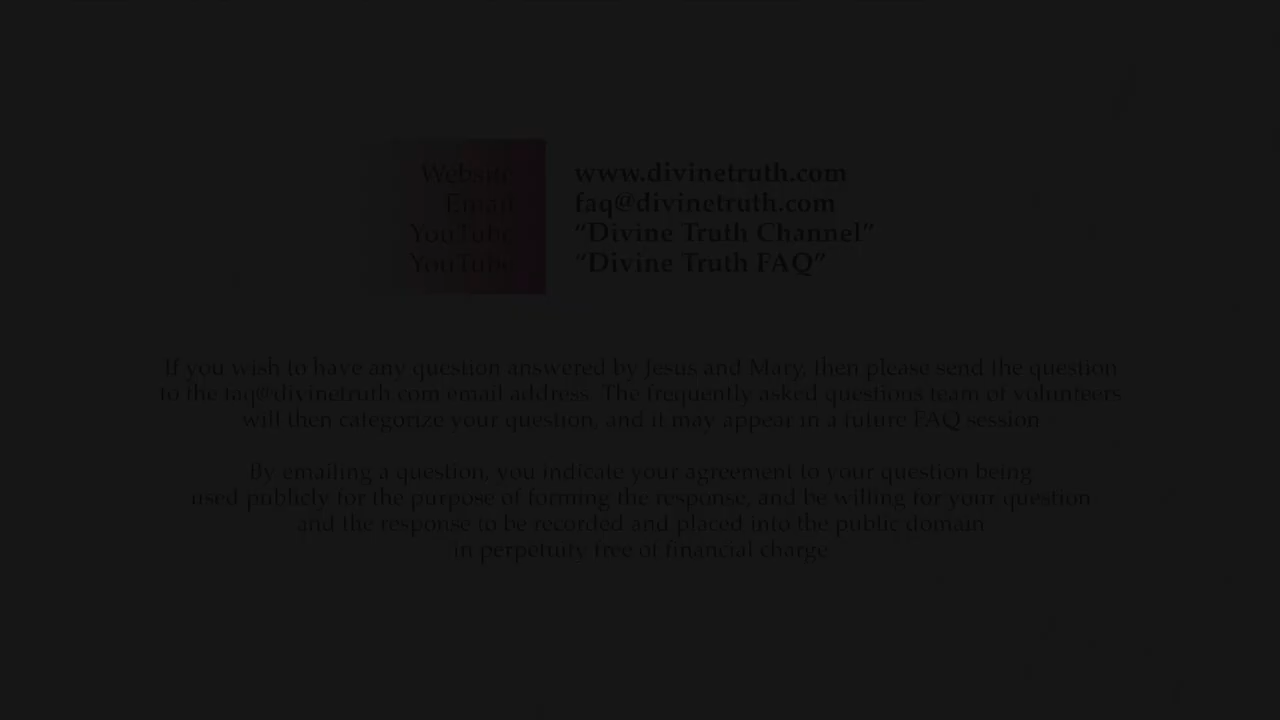 Website www.divinetruth.com
Email faq@divinetruth.com
YouTube “Divine Truth Channel”
YouTube “Divine Truth FAQ”
If you wish to have any question answered by Jesus and Mary, then please send the question
to the faq@divinetruth.com email address. The frequently asked questions team of volunteers
will then categorize your question, and it may appear in a future FAQ session.
By emailing a question, you indicate your agreement to your question being
used publicly for the purpose of forming the response, and be willing for your question
and the response to be recorded and placed into the public domain
in perpetuity free of financial charge.